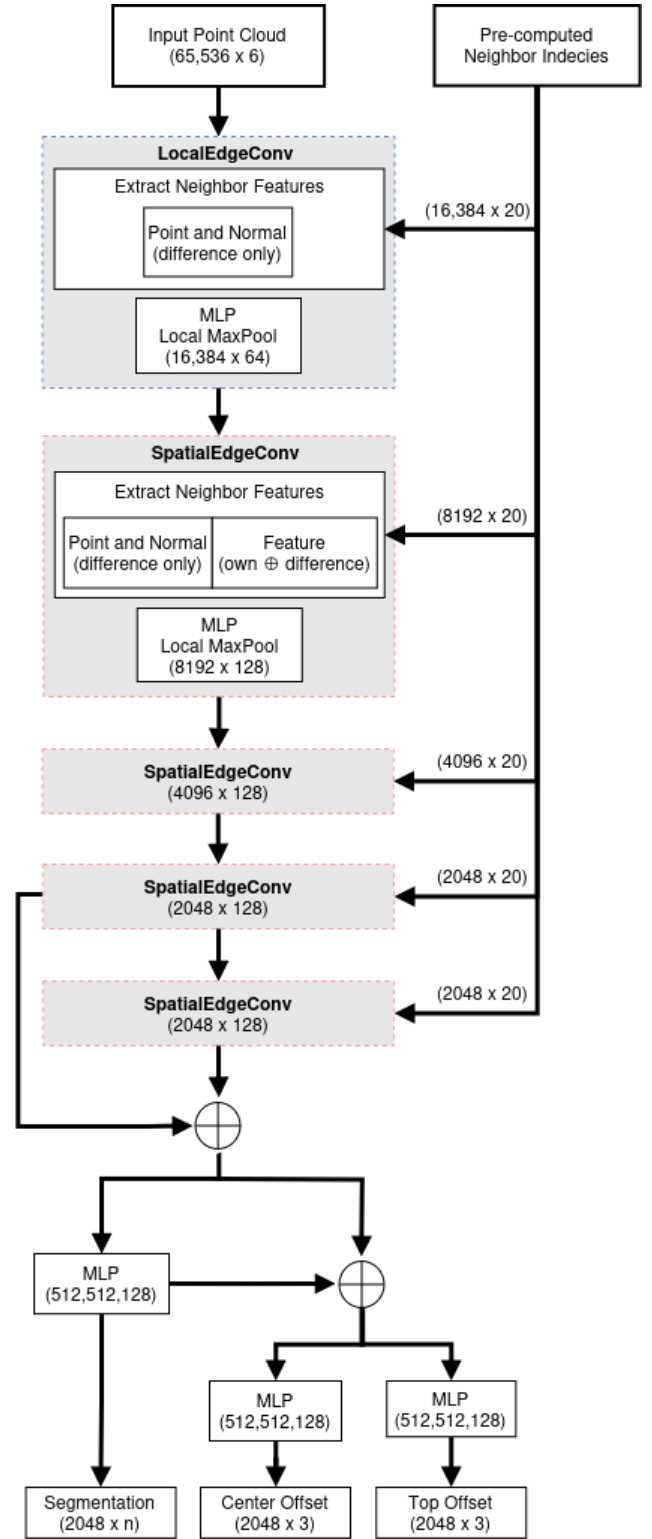 Input Point Cloud
(65,536 x 6)
Pre-computed
Neighbor Indecies
LocalEdgeConv
Extract Neighbor Features
Point and Normal
(difference only)
(16,384 x 20)
MLP
Local MaxPool
(16,384 x 64)
SpatialEdgeConv
Extract Neighbor Features
Point and Normal
(difference only)
Feature
(own ⊕ difference)
(8192 x 20)
MLP
Local MaxPool
(8192 x 128)
SpatialEdgeConv
(4096 x 128)
(4096 x 20)
SpatialEdgeConv
(2048 x 128)
(2048 x 20)
SpatialEdgeConv
(2048 x 128)
(2048 x 20)
MLP
(512,512,128)
MLP
(512,512,128)
MLP
(512,512,128)
Segmentation
(2048 x n)
Center Offset
(2048 x 3)
Top Offset
(2048 x 3)